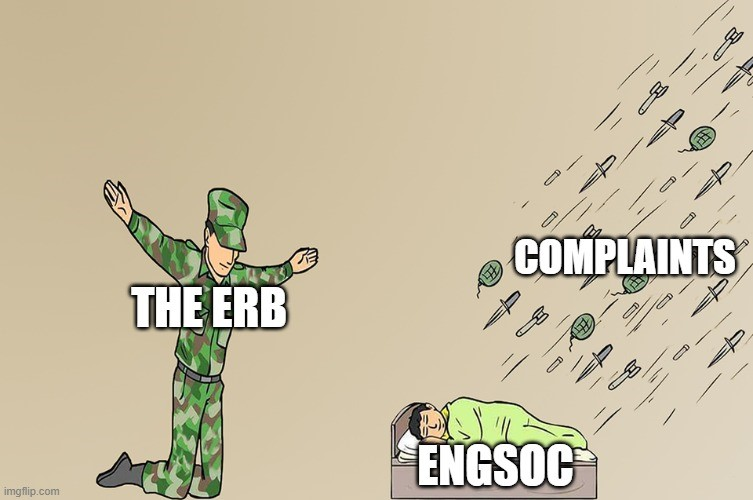 COMPLAINTS
THE ERB
ENGSOC
imgflip.com